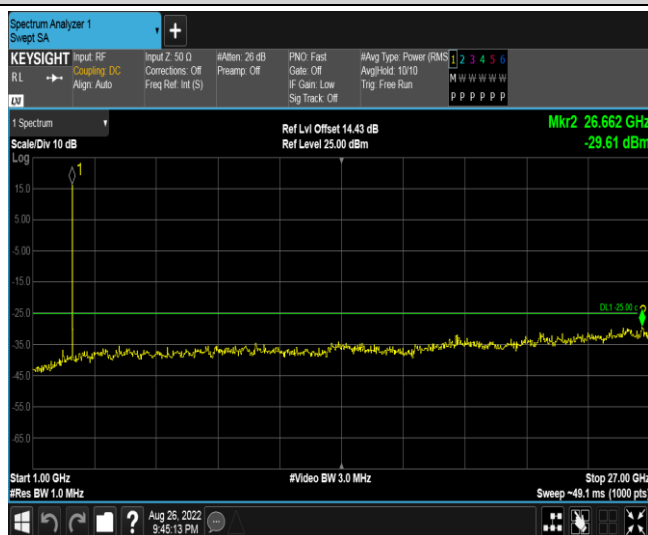 Spectrum Analyzer 1
Swept SA
+
KEYSIGHT Input: RF Input Z: 50 Ω #Atten: 26 dB PNO: Fast #Avg Type: Power (RMS 1 2 3 4 5 6
R L Coupling: DC Corrections: Off Preamp: Off Gate: Off Avg|Hold: 10/10 M W W W W W
Align: Auto Freq Ref: Int (S) IF Gain: Low Trig: Free Run
Sig Track: Off P P P P P P
LXI
1 Spectrum Ref Lvl Offset 14.43 dB Mkr2 26.662 GHz
Scale/Div 10 dB Ref Level 25.00 dBm -29.61 dBm
Log
1
15.0
5.00
-5.00
-15.0
DL1 -25.00 2
-25.0
-35.0
-45.0
-55.0
-65.0
Start 1.00 GHz #Video BW 3.0 MHz Stop 27.00 GHz
#Res BW 1.0 MHz Sweep ~49.1 ms (1000 pts)
? Aug 26, 2022
9:45:13 PM